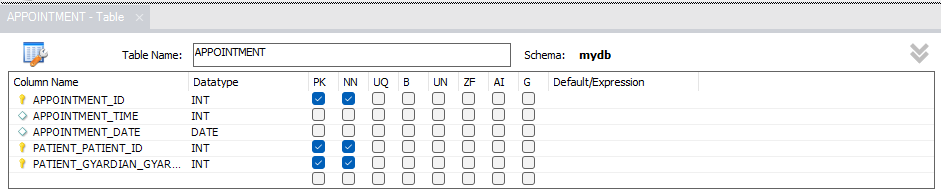 APPOINTMENT - Table ×
Table Name: APPOINTMENT Schema: mydb
Column Name Datatype PK NN UQ B UN ZF AI G Default/Expression
APPOINTMENT_ID INT
APPOINTMENT_TIME INT
APPOINTMENT_DATE DATE
PATIENT_PATIENT_ID INT
PATIENT_GYARDIAN_GYAR... INT